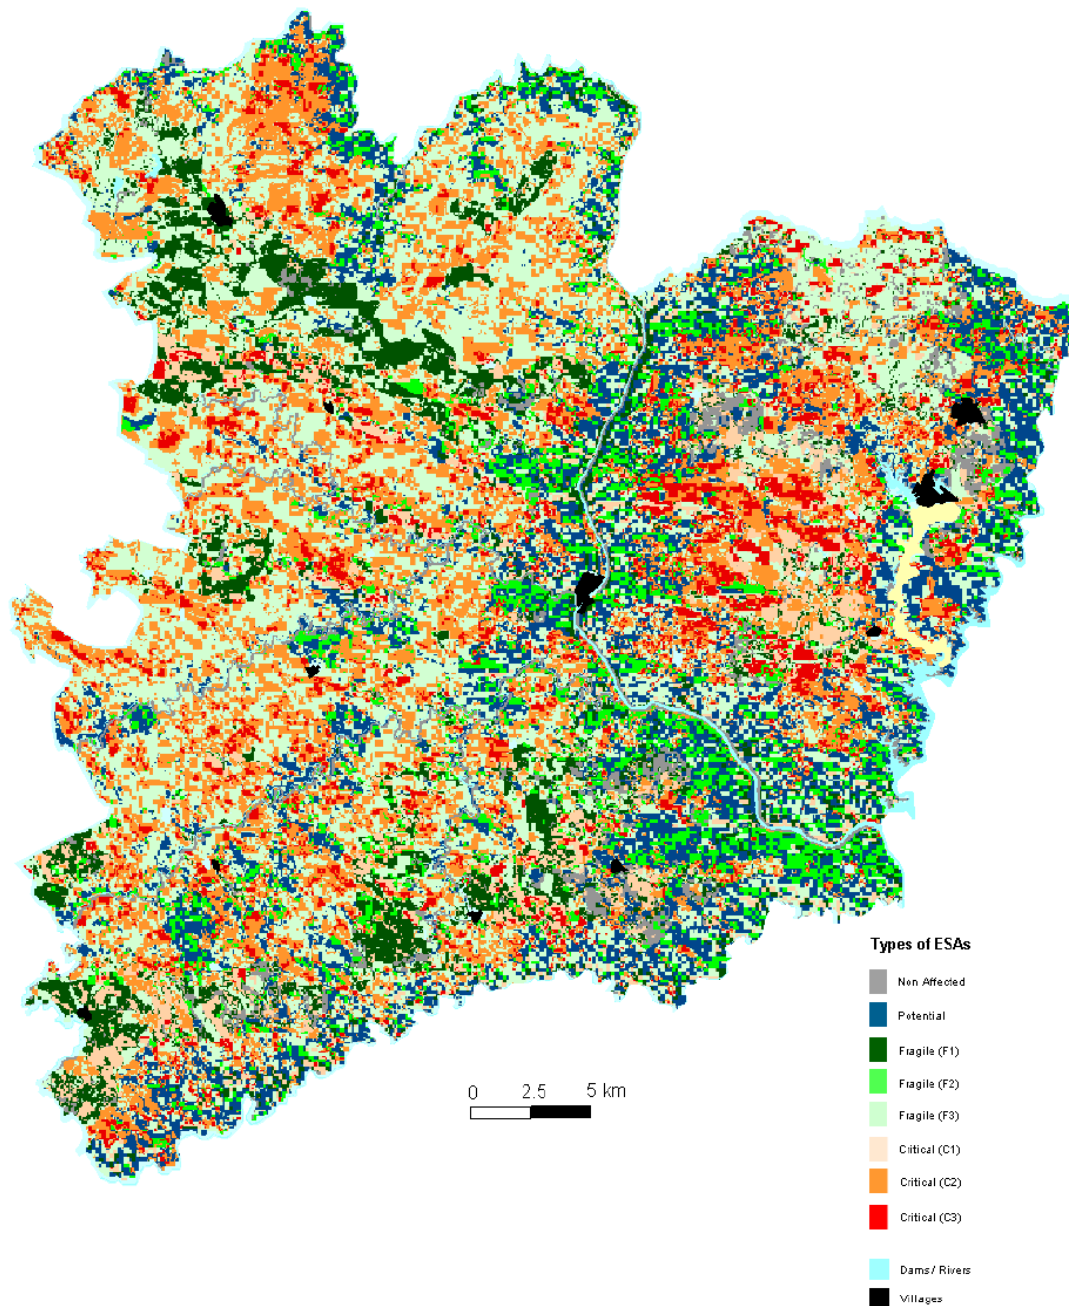 Types of ESAs
Non Affected
Potential
Fragile (F1)
Fragile (F2)
Fragile (F3)
0 2.5 5 km
Critical (C1)
Critical (C2)
Critical (C3)
Dams / Rivers
Villages